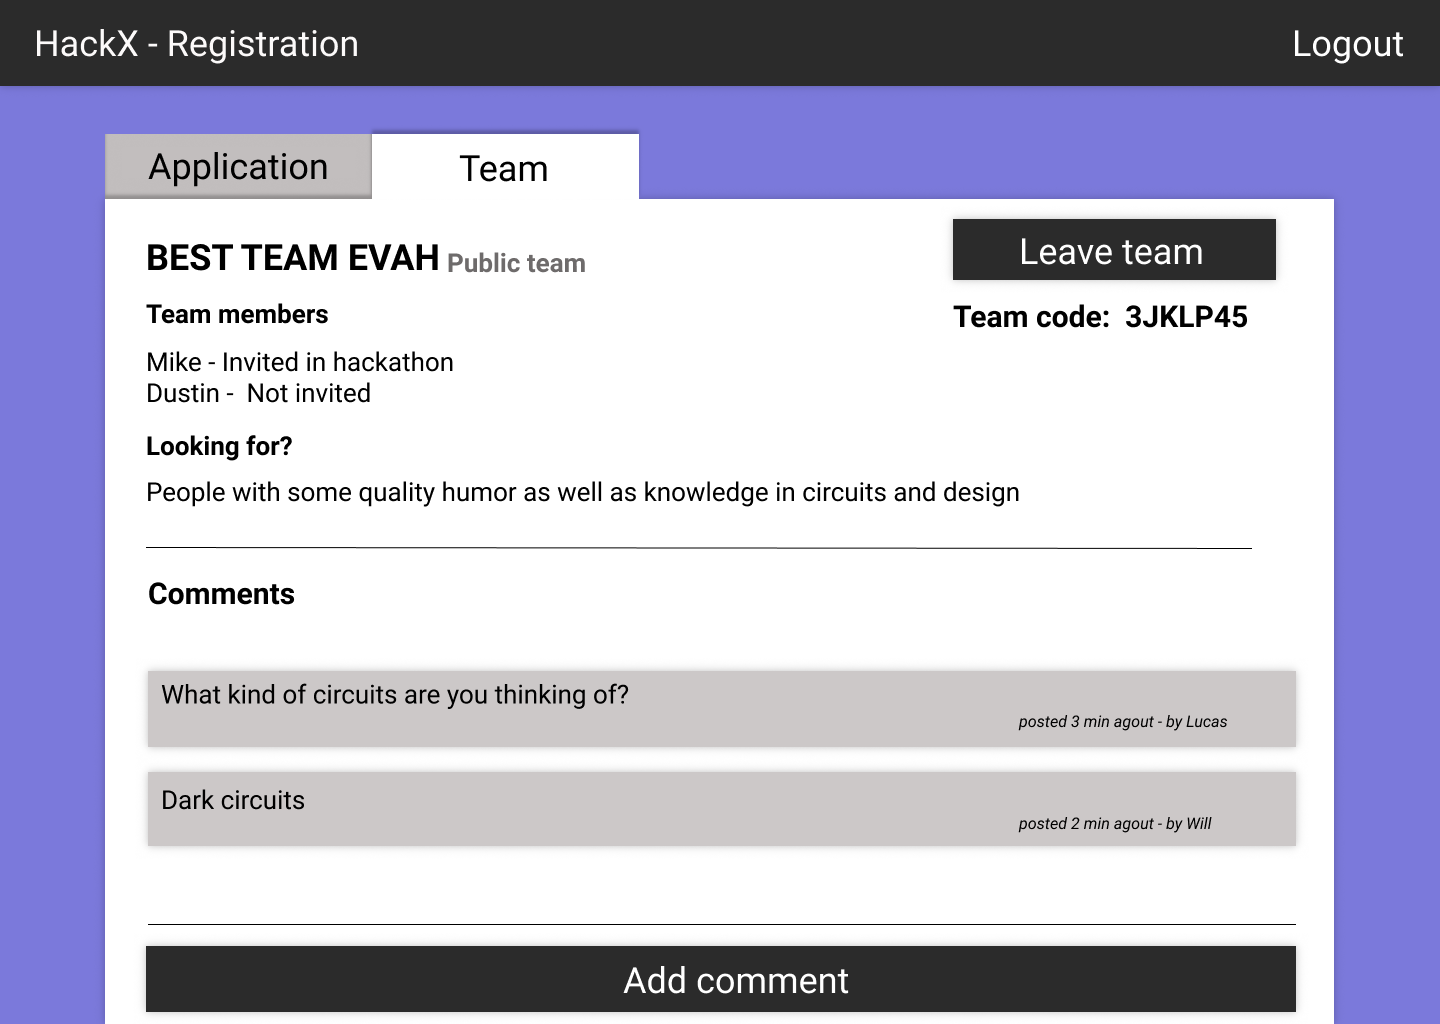 HackX - Registration
Logout
Application
Team
BEST TEAM EVAH Public team
Leave team
Team members
Team code: 3JKLP45
Mike - Invited in hackathon
Dustin - Not invited
Looking for?
People with some quality humor as well as knowledge in circuits and design
Comments
What kind of circuits are you thinking of?
posted 3 min agout - by Lucas
Dark circuits
posted 2 min agout - by Will
Add comment